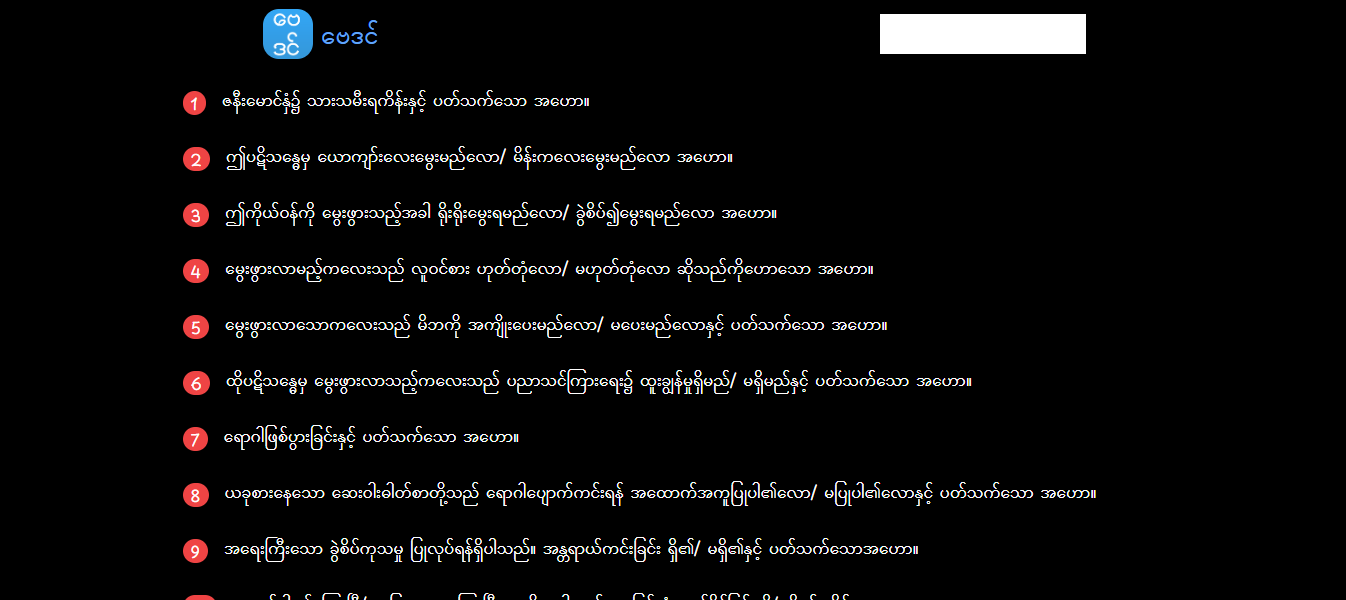 ဗေ
ဒင်
ဗေဒင်
1 ဇနီးမောင်နှံ၌ သားသမီးရကိန်းနှင့် ပတ်သက်သော အဟော။
2 ဤပဋိသန္ဓေမှ ယောကျာ်းလေးမွေးမည်လော/ မိန်းကလေးမွေးမည်လော အဟော။
3 ဤကိုယ်ဝန်ကို မွေးဖွားသည့်အခါ ရိုးရိုးမွေးရမည်လော/ ခွဲစိပ်၍မွေးရမည်လော အဟော။
4 မွေးဖွားလာမည့်ကလေးသည် လူဝင်စား ဟုတ်တုံလော/ မဟုတ်တုံလော ဆိုသည်ကိုဟောသော အဟော။
5 မွေးဖွားလာသောကလေးသည် မိဘကို အကျိုးပေးမည်လော/ မပေးမည်လောနှင့် ပတ်သက်သော အဟော။
6 ထိုပဋိသန္ဓေမှ မွေးဖွားလာသည့်ကလေးသည် ပညာသင်ကြားရေး၌ ထူးချွန်မှုရှိမည်/ မရှိမည်နှင့် ပတ်သက်သော အဟော။
7 ရောဂါဖြစ်ပွားခြင်းနှင့် ပတ်သက်သော အဟော။
8 ယခုစားနေသော ဆေးဝါးဓါတ်စာတို့သည် ရောဂါပျောက်ကင်းရန် အထောက်အကူပြုပါ၏လော/ မပြုပါ၏လောနှင့် ပတ်သက်သော အဟော။
9 အရေးကြီးသော ခွဲစိပ်ကုသမှု ပြုလုပ်ရန်ရှိပါသည်။ အန္တရာယ်ကင်းခြင်း ရှိ၏/ မရှိ၏နှင့် ပတ်သက်သောအဟော။